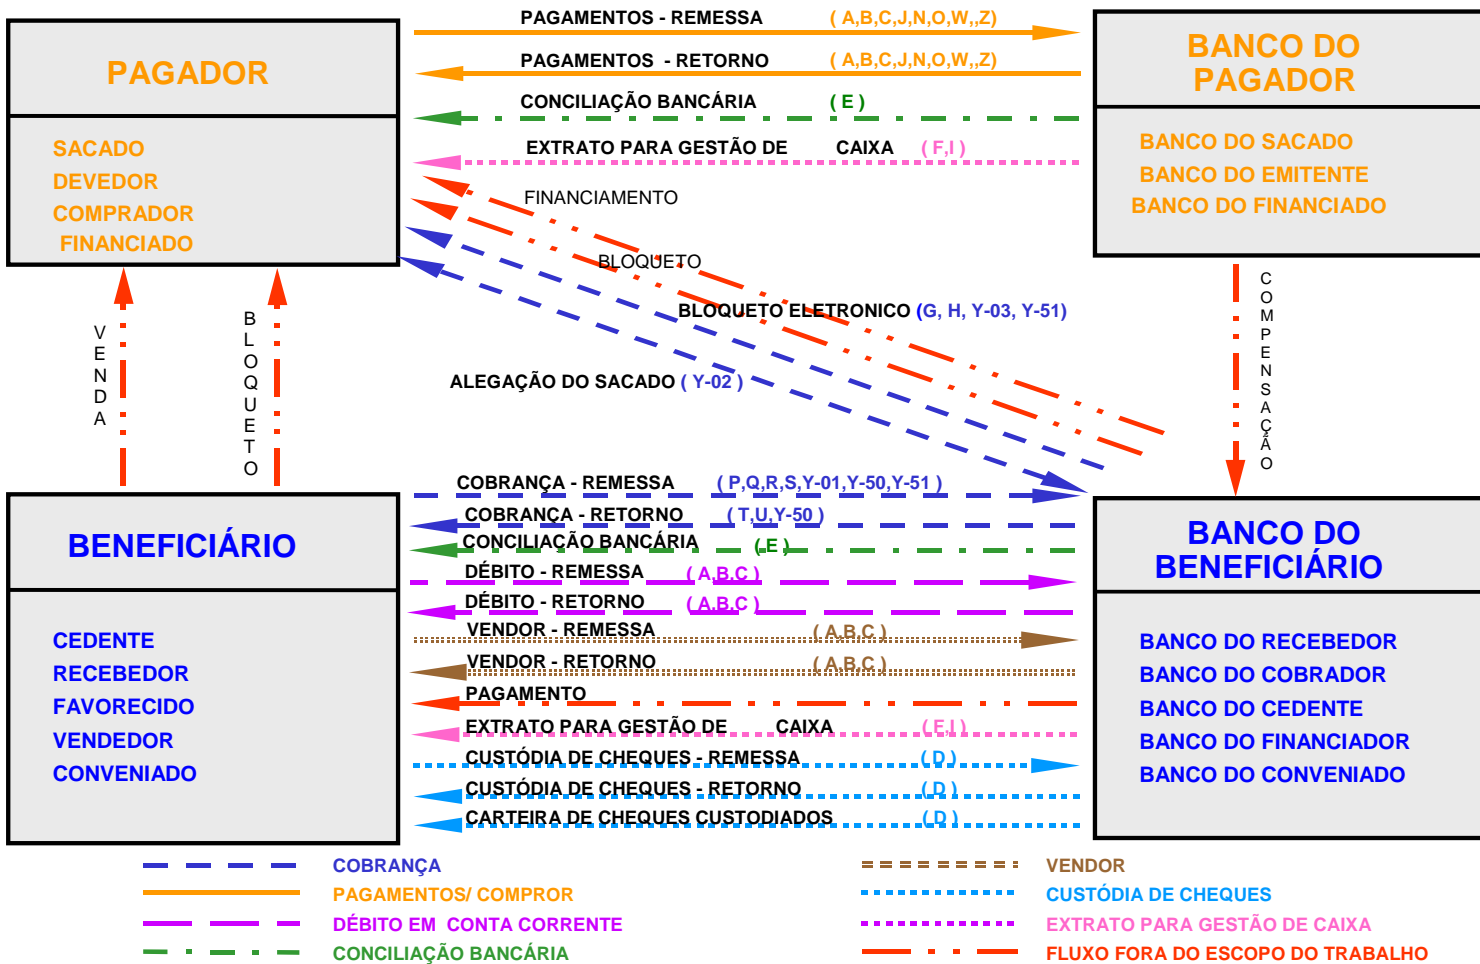 PAGAMENTOS - REMESSA ( A,B,C,J,N,O,W,,Z)
PAGADOR
BANCO DO
PAGADOR
PAGAMENTOS - RETORNO ( A,B,C,J,N,O,W,,Z)
CONCILIAÇÃO BANCÁRIA ( E )
EXTRATO PARA GESTÃO DE CAIXA ( F,I )
SACADO
DEVEDOR
COMPRADOR
FINANCIADO
BANCO DO SACADO
BANCO DO EMITENTE
BANCO DO FINANCIADO
FINANCIAMENTO
BLOQUETO
BLOQUETO ELETRONICO (G, H, Y-03, Y-51)
ALEGAÇÃO DO SACADO ( Y-02 )
VENDA
BLOQUETO
COMPENSAÇÃO
COBRANÇA - REMESSA ( P,Q,R,S,Y-01,Y-50,Y-51 )
COBRANÇA - RETORNO ( T,U,Y-50 )
CONCILIAÇÃO BANCÁRIA ( E )
DÉBITO - REMESSA ( A,B,C )
DÉBITO - RETORNO ( A,B,C )
VENDOR - REMESSA ( A,B,C )
VENDOR - RETORNO ( A,B,C )
PAGAMENTO
EXTRATO PARA GESTÃO DE CAIXA ( F,I )
CUSTÓDIA DE CHEQUES - REMESSA ( D )
CUSTÓDIA DE CHEQUES - RETORNO ( D )
CARTEIRA DE CHEQUES CUSTODIADOS ( D )
BENEFICIÁRIO
CEDENTE
RECEBEDOR
FAVORECIDO
VENDEDOR
CONVENIADO
BANCO DO
BENEFICIÁRIO
BANCO DO RECEBEDOR
BANCO DO COBRADOR
BANCO DO CEDENTE
BANCO DO FINANCIADOR
BANCO DO CONVENIADO
COBRANÇA
PAGAMENTOS/ COMPROR
DÉBITO EM CONTA CORRENTE
CONCILIAÇÃO BANCÁRIA
VENDOR
CUSTÓDIA DE CHEQUES
EXTRATO PARA GESTÃO DE CAIXA
FLUXO FORA DO ESCOPO DO TRABALHO